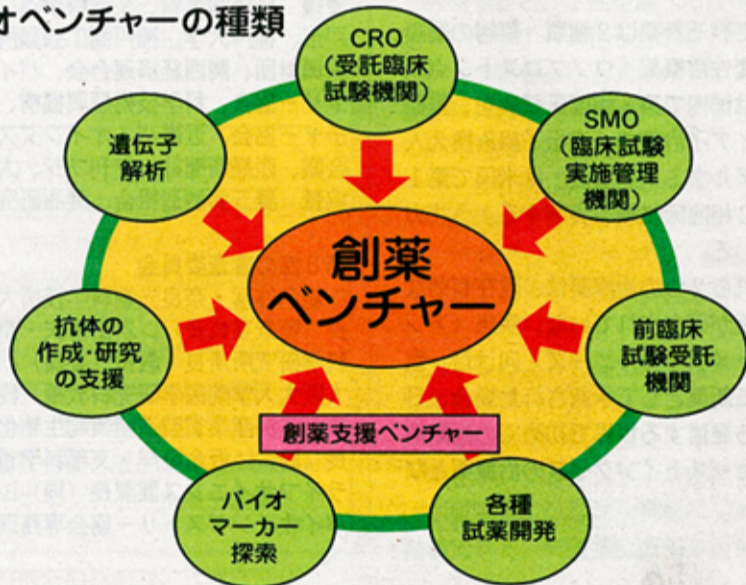 オベンチャーの種類
CRO
(受託臨床
試験機関)
SMO
(臨床試験
実施管理
機関)
遺伝子
解析
創薬
ベンチャー
抗体の
作成・研究
の支援
前臨床
試験受託
機関
創薬支援ベンチャー
バイオ
マーカー
探索
各種
試薬開発